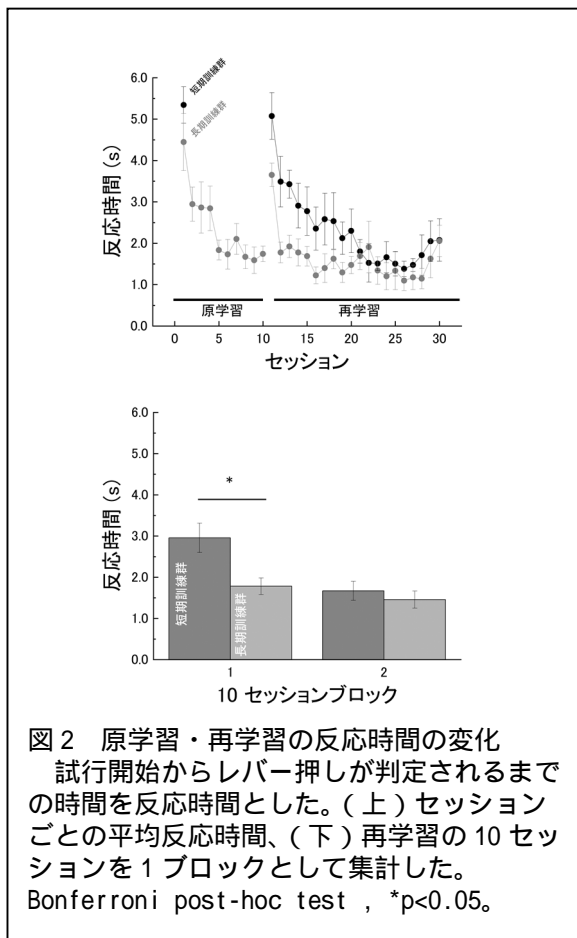 短期訓練群
長期訓練群
反応時間 (s)
6.0
5.0
4.0
3.0
2.0
1.0
0.0
原学習
再学習
0 5 10 15 20 25 30
セッション
反応時間 (s)
6.0
5.0
4.0
3.0
2.0
1.0
0.0
*
短期訓練群
長期訓練群
1 2
10 セッションブロック
図２　原学習・再学習の反応時間の変化
　試行開始からレバー押しが判定されるまで
の時間を反応時間とした。（上）セッション
ごとの平均反応時間、（下）再学習の 10 セッ
ションを 1 ブロックとして集計した。
Bonferroni post-hoc test , *p<0.05。